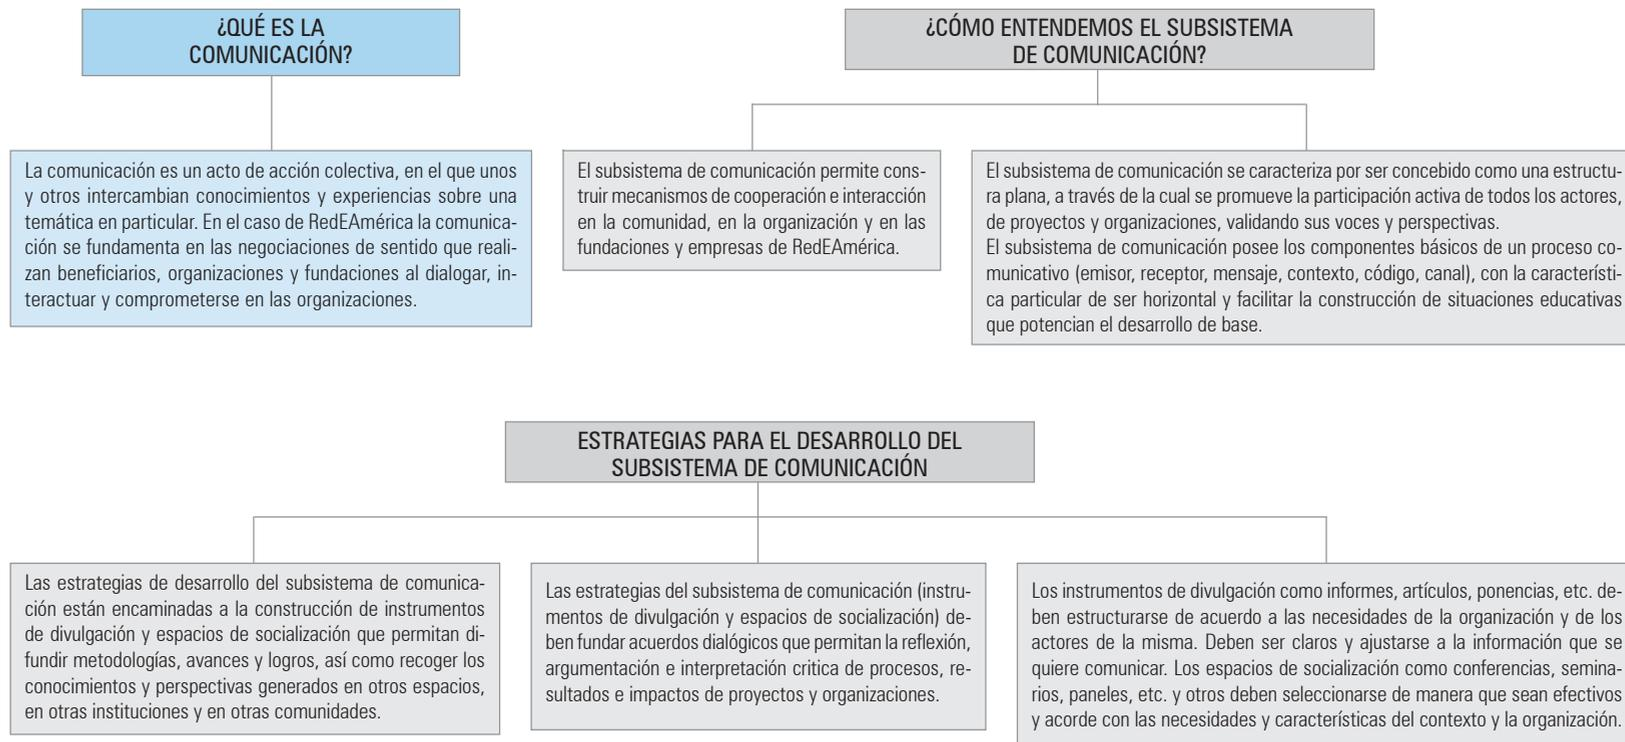 ¿QUÉ ES LA
COMUNICACIÓN?
La comunicación es un acto de acción colectiva, en el que unos
y otros intercambian conocimientos y experiencias sobre una
temática en particular. En el caso de RedEAmérica la comunica-
ción se fundamenta en las negociaciones de sentido que reali-
zan beneficiarios, organizaciones y fundaciones al dialogar, in-
teractuar y comprometerse en las organizaciones.
¿CÓMO ENTENDEMOS EL SUBSISTEMA
DE COMUNICACIÓN?
El subsistema de comunicación permite cons-
truir mecanismos de cooperación e interacción
en la comunidad, en la organización y en las
fundaciones y empresas de RedEAmérica.
El subsistema de comunicación se caracteriza por ser concebido como una estructu-
ra plana, a través de la cual se promueve la participación activa de todos los actores,
de proyectos y organizaciones, validando sus voces y perspectivas.
El subsistema de comunicación posee los componentes básicos de un proceso co-
municativo (emisor, receptor, mensaje, contexto, código, canal), con la característi-
ca particular de ser horizontal y facilitar la construcción de situaciones educativas
que potencian el desarrollo de base.
ESTRATEGIAS PARA EL DESARROLLO DEL
SUBSISTEMA DE COMUNICACIÓN
Las estrategias de desarrollo del subsistema de comunica-
ción están encaminadas a la construcción de instrumentos
de divulgación y espacios de socialización que permitan di-
fundir metodologías, avances y logros, así como recoger los
conocimientos y perspectivas generados en otros espacios,
en otras instituciones y en otras comunidades.
Las estrategias del subsistema de comunicación (instru-
mentos de divulgación y espacios de socialización) de-
ben fundar acuerdos dialógicos que permitan la reflexión,
argumentación e interpretación critica de procesos, re-
sultados e impactos de proyectos y organizaciones.
Los instrumentos de divulgación como informes, artículos, ponencias, etc. de-
ben estructurarse de acuerdo a las necesidades de la organización y de los
actores de la misma. Deben ser claros y ajustarse a la información que se
quiere comunicar. Los espacios de socialización como conferencias, semina-
rios, paneles, etc. y otros deben seleccionarse de manera que sean efectivos
y acorde con las necesidades y características del contexto y la organización.